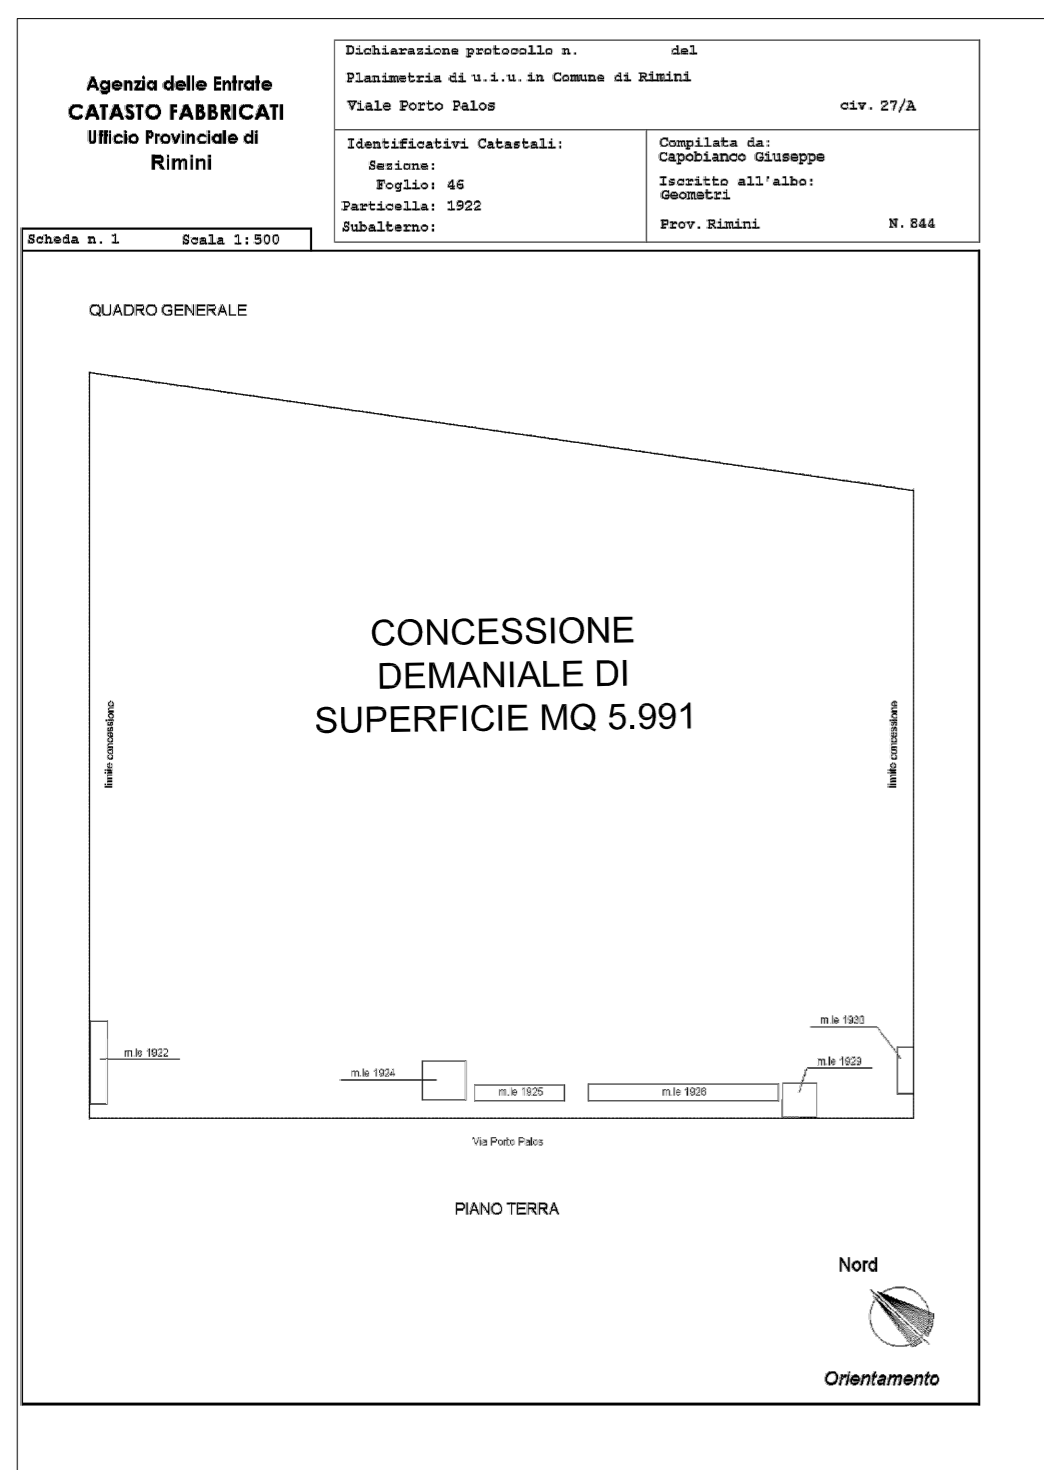 Agenzia delle Entrate
CATASTO FABBRICATI
Ufficio Provinciale di
Rimini
Dichiarazione protocollo n. del
Planimetria di u.i.u. in Comune di Rimini
Viale Porto Palos civ. 27/A
Identificativi Catastali:
Sezione:
Foglio: 46
Particella: 1922
Subalterno:
Compilata da:
Capobianco Giuseppe
Iscritto all'albo:
Geometri
Prov. Rimini N. 844
Scheda n. 1 Scala 1:500
QUADRO GENERALE
CONCESSIONE
DEMANIALE DI
SUPERFICIE MQ 5.991
limite concessione
limite concessione
m.le 1922
m.le 1924
m.le 1925
m.le 1926
m.le 1929
m.le 1930
Via Porto Palos
PIANO TERRA
Nord
Orientamento